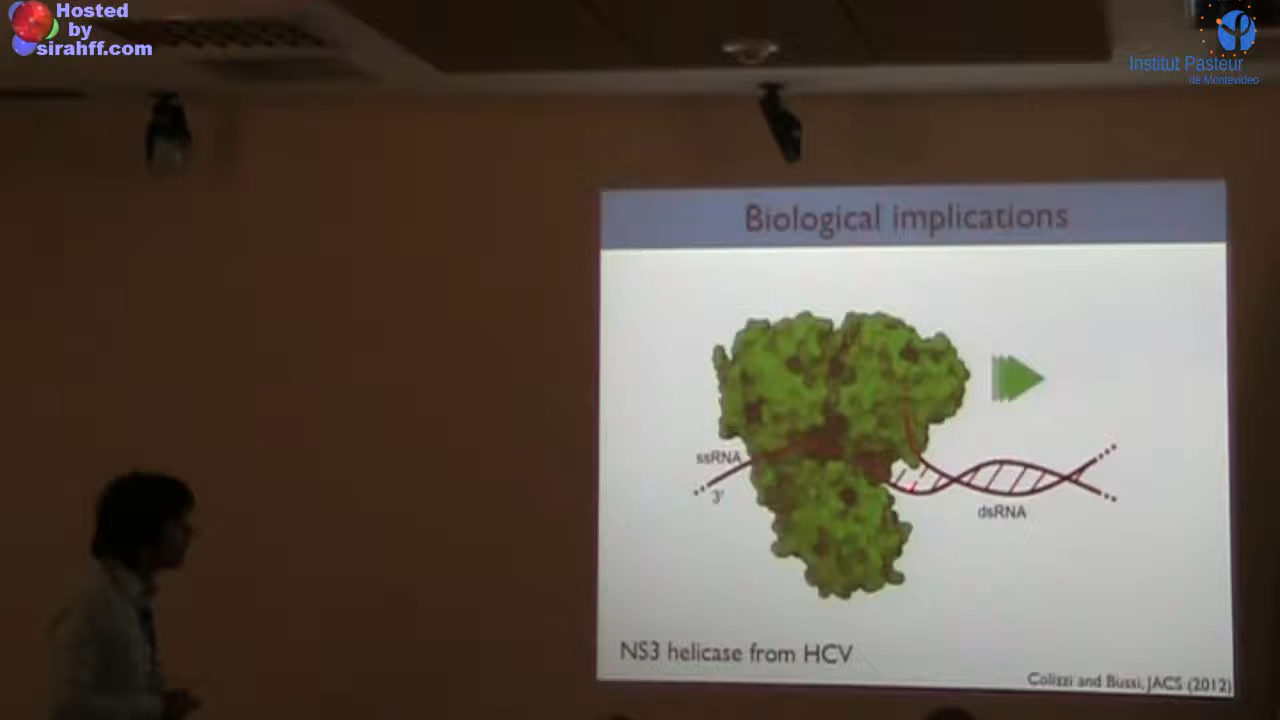 Hosted
by
sirahff.com
Institut Pasteur
de Montevideo
Biological implications
ssRNA
3'
dsRNA
NS3 helicase from HCV
Colizzi and Bussi, JACS (2012)